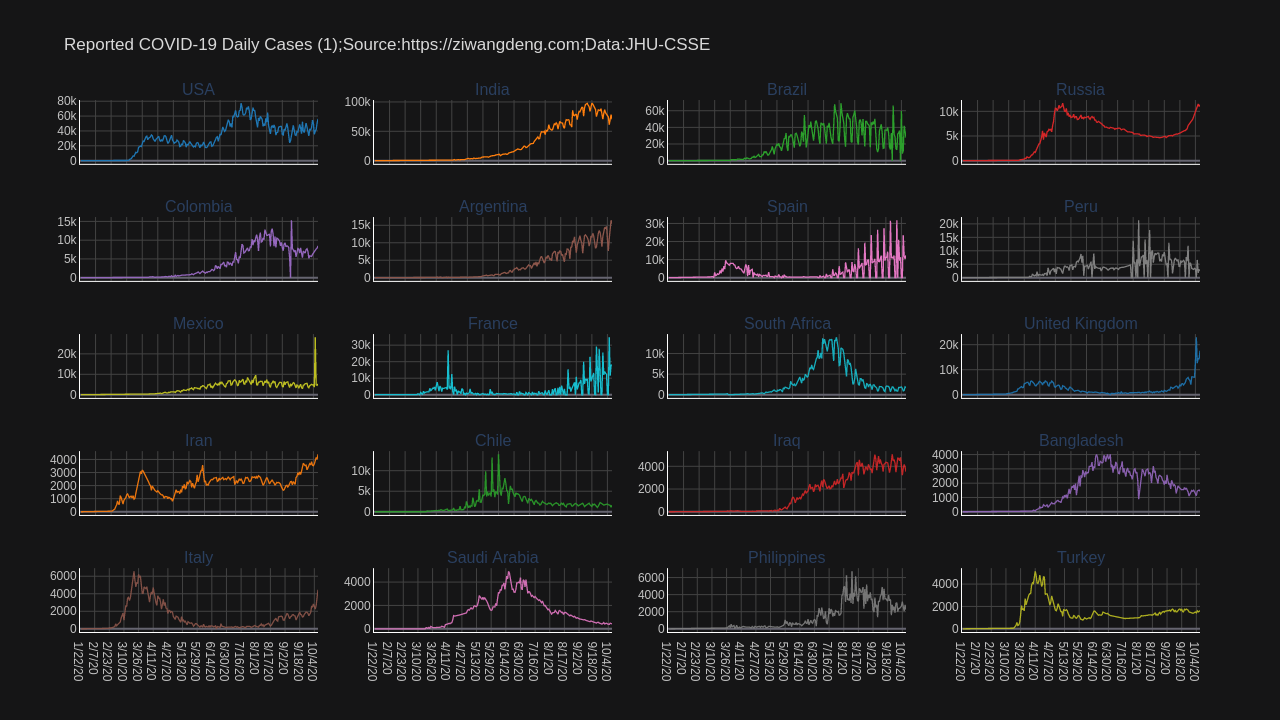 Reported COVID-19 Daily Cases (1);Source:https://ziwangdeng.com;Data:JHU-CSSE
USA
80k
60k
40k
20k
0
India
100k
50k
0
Brazil
60k
40k
20k
0
Russia
10k
5k
0
Colombia
15k
10k
5k
0
Argentina
15k
10k
5k
0
Spain
30k
20k
10k
0
Peru
20k
15k
10k
5k
0
Mexico
20k
10k
0
France
30k
20k
10k
0
South Africa
10k
5k
0
United Kingdom
20k
10k
0
Iran
4000
3000
2000
1000
0
Chile
10k
5k
0
Iraq
4000
2000
0
Bangladesh
4000
3000
2000
1000
0
Italy
6000
4000
2000
0
Saudi Arabia
4000
2000
0
Philippines
6000
4000
2000
0
Turkey
4000
2000
0
1/22/20
2/7/20
2/23/20
3/10/20
3/26/20
4/11/20
4/27/20
5/13/20
5/29/20
6/14/20
6/30/20
7/16/20
8/1/20
8/17/20
9/2/20
9/18/20
10/4/20
1/22/20
2/7/20
2/23/20
3/10/20
3/26/20
4/11/20
4/27/20
5/13/20
5/29/20
6/14/20
6/30/20
7/16/20
8/1/20
8/17/20
9/2/20
9/18/20
10/4/20
1/22/20
2/7/20
2/23/20
3/10/20
3/26/20
4/11/20
4/27/20
5/13/20
5/29/20
6/14/20
6/30/20
7/16/20
8/1/20
8/17/20
9/2/20
9/18/20
10/4/20
1/22/20
2/7/20
2/23/20
3/10/20
3/26/20
4/11/20
4/27/20
5/13/20
5/29/20
6/14/20
6/30/20
7/16/20
8/1/20
8/17/20
9/2/20
9/18/20
10/4/20